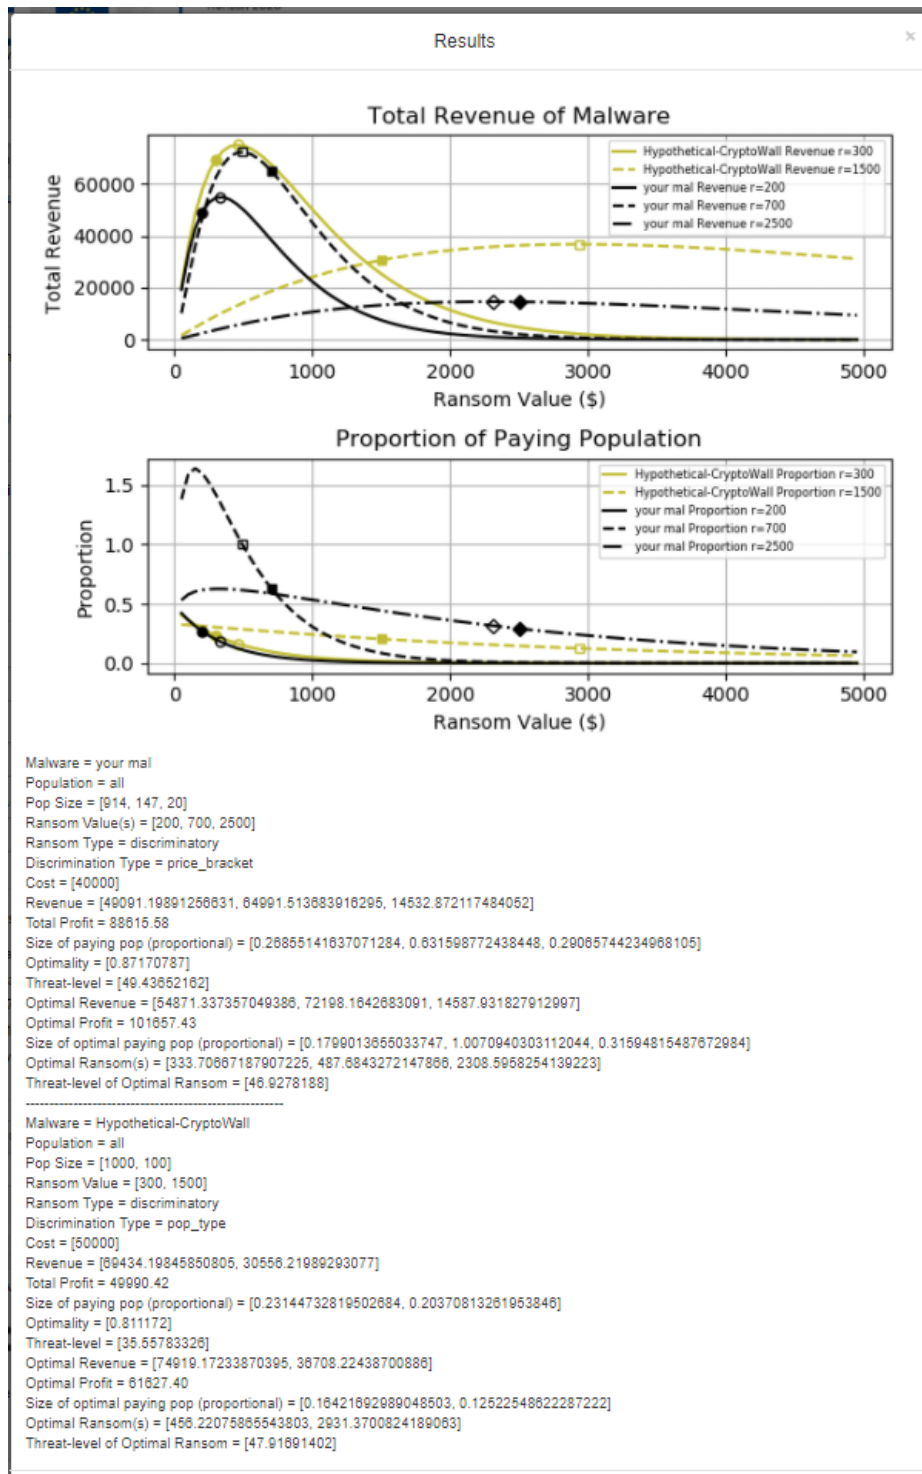 Results
×
Total Revenue of Malware
Total Revenue
60000
40000
20000
0
Hypothetical-CryptoWall Revenue r=300
Hypothetical-CryptoWall Revenue r=1500
your mal Revenue r=200
your mal Revenue r=700
your mal Revenue r=2500
0 1000 2000 3000 4000 5000
Ransom Value ($)
Proportion of Paying Population
Proportion
1.5
1.0
0.5
0.0
Hypothetical-CryptoWall Proportion r=300
Hypothetical-CryptoWall Proportion r=1500
your mal Proportion r=200
your mal Proportion r=700
your mal Proportion r=2500
0 1000 2000 3000 4000 5000
Ransom Value ($)
Malware = your mal
Population = all
Pop Size = [914, 147, 20]
Ransom Value(s) = [200, 700, 2500]
Ransom Type = discriminatory
Discrimination Type = price_bracket
Cost = [40000]
Revenue = [49091.19891256631, 64991.513683916295, 14532.872117484052]
Total Profit = 88615.58
Size of paying pop (proportional) = [0.26855141637071284, 0.631598772438448, 0.29065744234968105]
Optimality = [0.87170787]
Threat-level = [49.43652162]
Optimal Revenue = [54871.337357049386, 72198.1642683091, 14587.931827912997]
Optimal Profit = 101657.43
Size of optimal paying pop (proportional) = [0.1799013655033747, 1.0070940303112044, 0.31594815487672984]
Optimal Ransom(s) = [333.70667187907225, 487.6843272147866, 2308.5958254139223]
Threat-level of Optimal Ransom = [46.9278188]
--------------------------------------------------------
Malware = Hypothetical-CryptoWall
Population = all
Pop Size = [1000, 100]
Ransom Value = [300, 1500]
Ransom Type = discriminatory
Discrimination Type = pop_type
Cost = [50000]
Revenue = [69434.19845850805, 30556.21989293077]
Total Profit = 49990.42
Size of paying pop (proportional) = [0.23144732819502684, 0.20370813261953846]
Optimality = [0.811172]
Threat-level = [35.55783326]
Optimal Revenue = [74919.17233870395, 36708.22438700886]
Optimal Profit = 61627.40
Size of optimal paying pop (proportional) = [0.16421692989048503, 0.12522548622287222]
Optimal Ransom(s) = [456.22075865543803, 2931.3700824189063]
Threat-level of Optimal Ransom = [47.91691402]